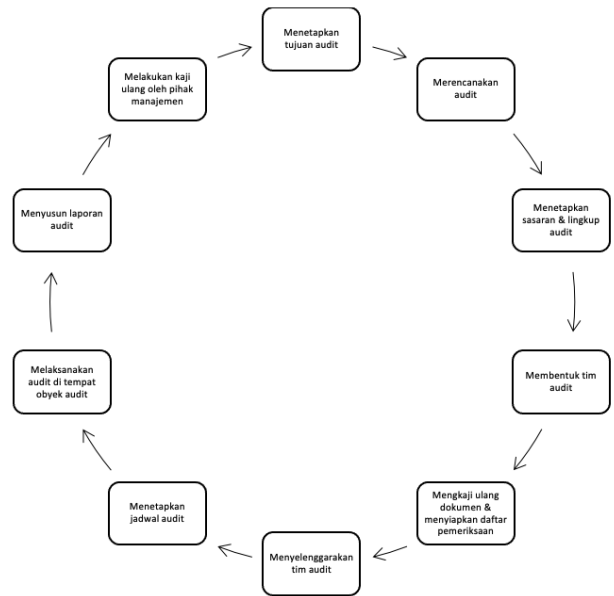 Menetapkan
tujuan audit
Merencanakan
audit
Menetapkan
sasaran & lingkup
audit
Membentuk tim
audit
Mengkaji ulang
dokumen &
menyiapkan daftar
pemeriksaan
Menyelenggarakan
tim audit
Menetapkan
jadwal audit
Melaksanakan
audit di tempat
obyek audit
Menyusun laporan
audit
Melakukan kaji
ulang oleh pihak
manajemen